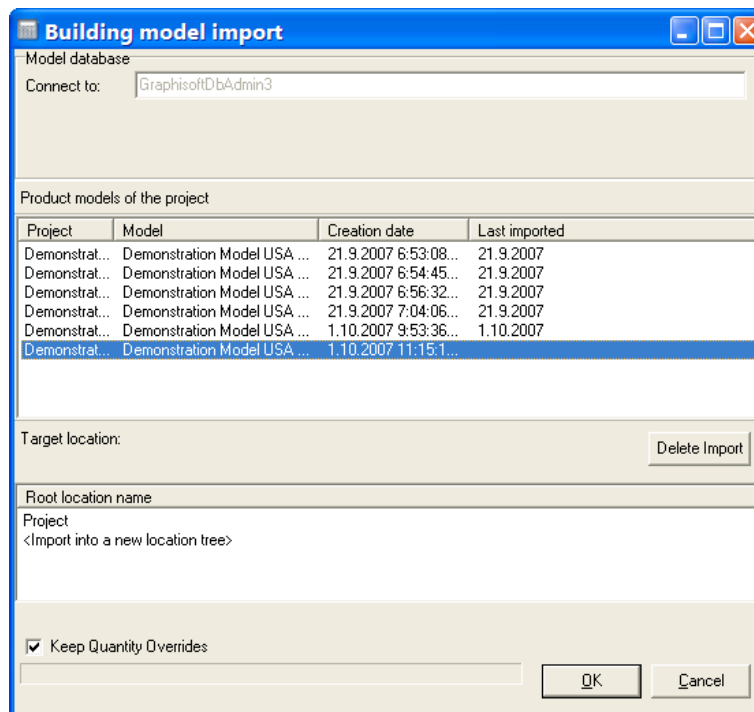 Building model import
Model database
Connect to: GraphisoftDbAdmin3
Product models of the project
Project Model Creation date Last imported
Demonstrat... Demonstration Model USA ... 21.9.2007 6:53:08... 21.9.2007
Demonstrat... Demonstration Model USA ... 21.9.2007 6:54:45... 21.9.2007
Demonstrat... Demonstration Model USA ... 21.9.2007 6:56:32... 21.9.2007
Demonstrat... Demonstration Model USA ... 21.9.2007 7:04:06... 21.9.2007
Demonstrat... Demonstration Model USA ... 1.10.2007 9:53:36... 1.10.2007
Demonstrat... Demonstration Model USA ... 1.10.2007 11:15:1...
Target location:
Delete Import
Root location name
Project
<Import into a new location tree>
Keep Quantity Overrides
OK Cancel